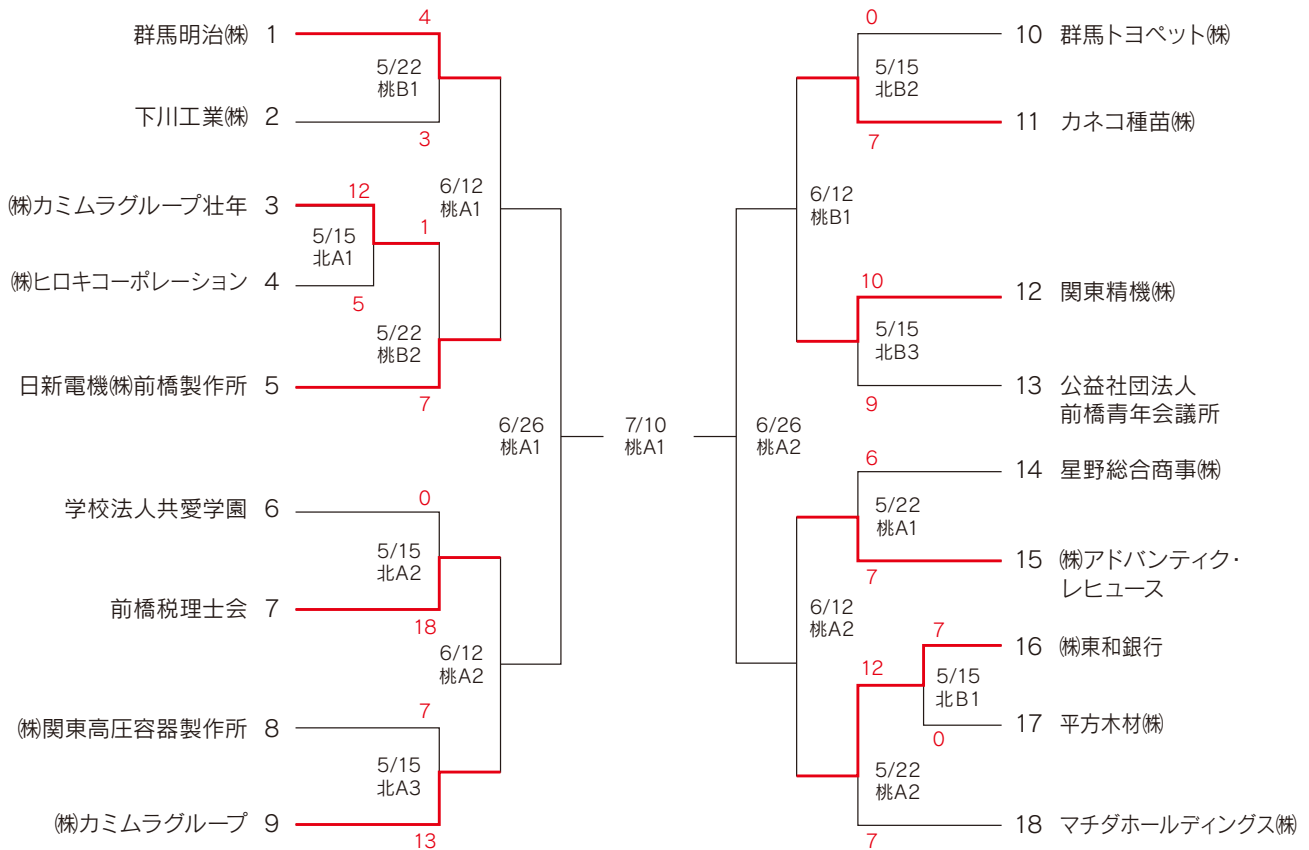 4
群馬明治㈱ 1
5/22
桃B1
下川工業㈱ 2
3
6/12
桃A1
㈱カミムラグループ壮年 3
12
5/15
北A1
1
㈱ヒロキコーポレーション 4
5
5/22
桃B2
日新電機㈱前橋製作所 5
7
6/26
桃A1
学校法人共愛学園 6
0
5/15
北A2
前橋税理士会 7
18
6/12
桃A2
㈱関東高圧容器製作所 8
7
5/15
北A3
㈱カミムラグループ 9
13
7/10
桃A1
0
10 群馬トヨペット㈱
5/15
北B2
11 カネコ種苗㈱
7
6/12
桃B1
10
12 関東精機㈱
5/15
北B3
13 公益社団法人
前橋青年会議所
9
6/26
桃A2
6
14 星野総合商事㈱
5/22
桃A1
15 ㈱アドバンティク・
レヒュース
7
6/12
桃A2
7
16 ㈱東和銀行
12
5/15
北B1
17 平方木材㈱
0
5/22
桃A2
18 マチダホールディングス㈱
7